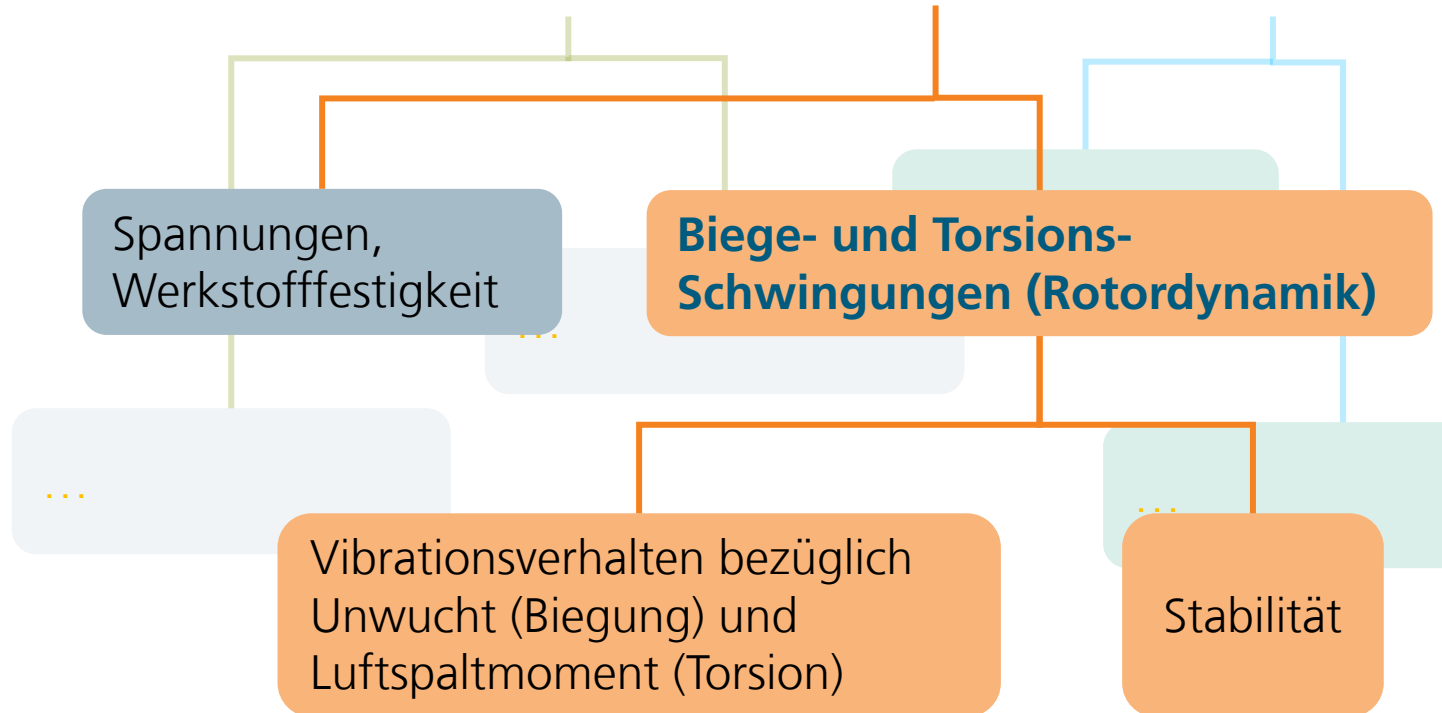 Spannungen,
Werkstofffestigkeit
Biege- und Torsions-
Schwingungen (Rotordynamik)
...
...
...
Vibrationsverhalten bezüglich
Unwucht (Biegung) und
Luftspaltmoment (Torsion)
Stabilität